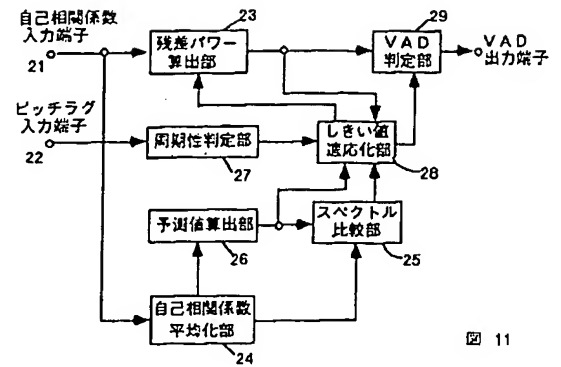 自己相関係数
入力端子
21
23
残差パワー
算出部
29
VAD
判定部
VAD
出力端子
ピッチラグ
入力端子
22
周期性判定部
27
しきい値
適応化部
28
予測値算出部
26
スペクトル
比較部
25
自己相関係数
平均化部
24
図 11